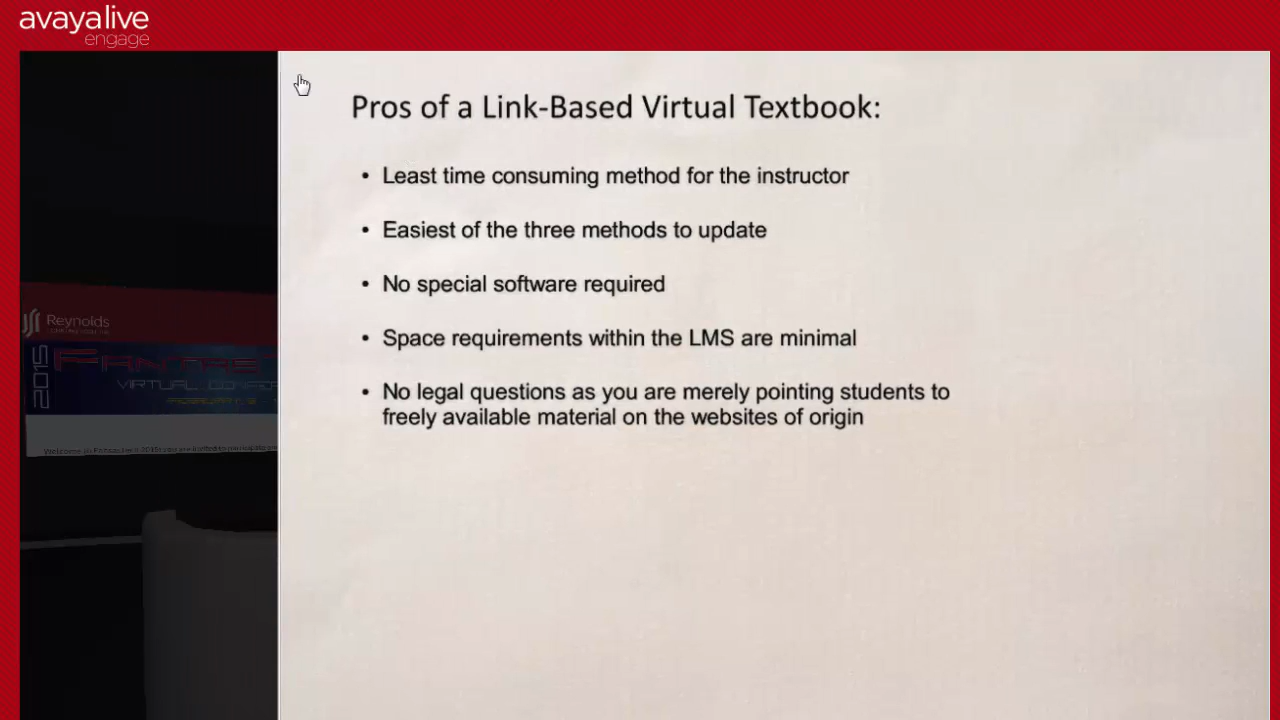 avayalive
engage
Pros of a Link-Based Virtual Textbook:
• Least time consuming method for the instructor
• Easiest of the three methods to update
• No special software required
• Space requirements within the LMS are minimal
• No legal questions as you are merely pointing students to
freely available material on the websites of origin
Reynolds
2015
VIRTUAL